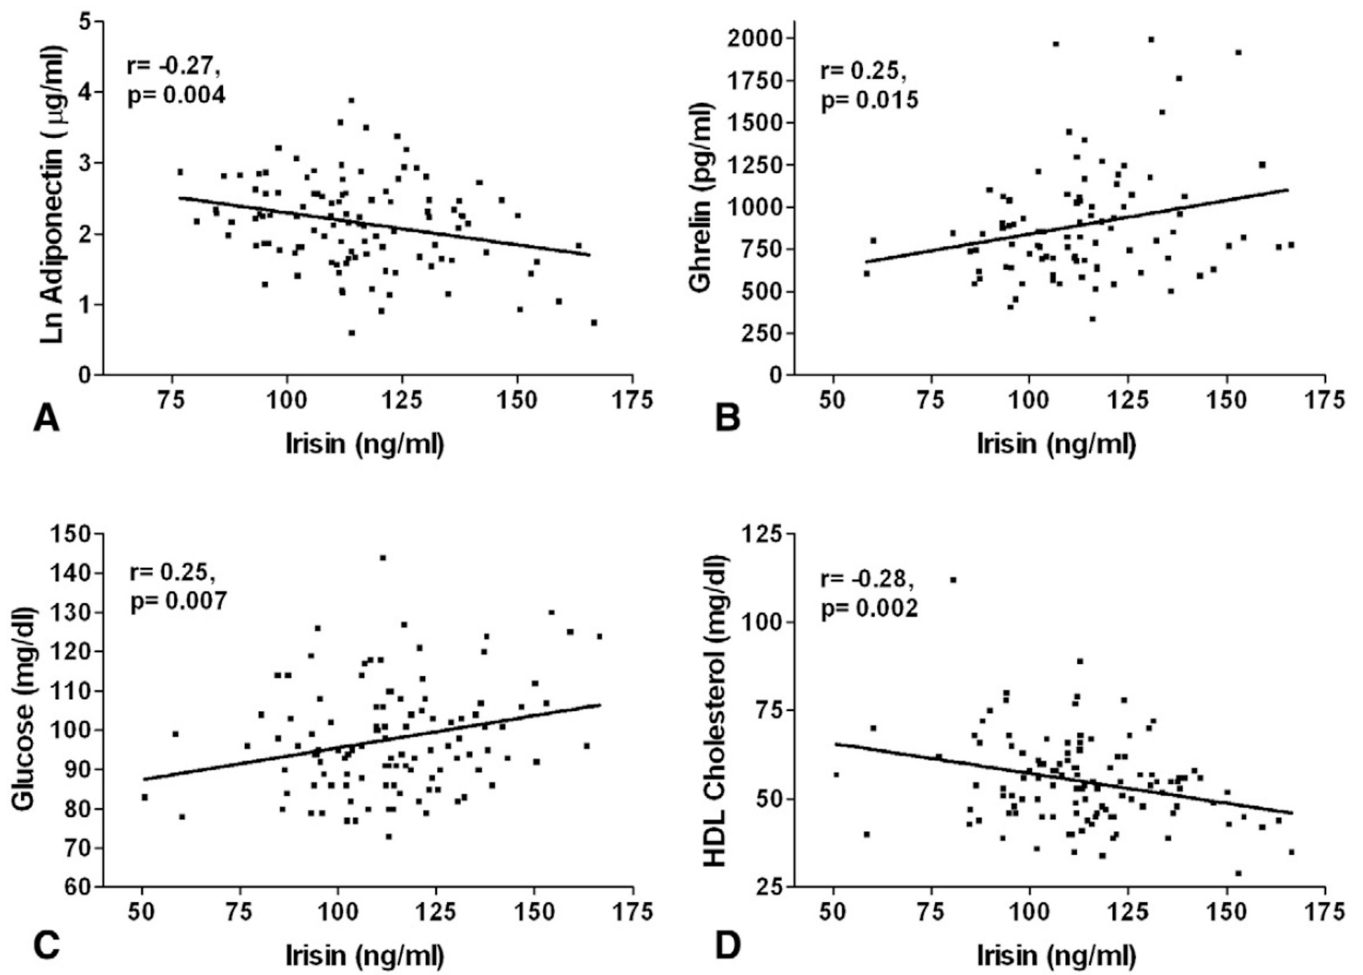 5
4
3
2
1
0
Ln Adiponectin ( μg/ml)
r= -0.27,
p= 0.004
75 100 125 150 175
Irisin (ng/ml)
A
2000
1750
1500
1250
1000
750
500
250
0
Ghrelin (pg/ml)
r= 0.25,
p= 0.015
50 75 100 125 150 175
Irisin (ng/ml)
B
150
140
130
120
110
100
90
80
70
60
Glucose (mg/dl)
r= 0.25,
p= 0.007
50 75 100 125 150 175
Irisin (ng/ml)
C
125
100
75
50
25
HDL Cholesterol (mg/dl)
r= -0.28,
p= 0.002
50 75 100 125 150 175
Irisin (ng/ml)
D